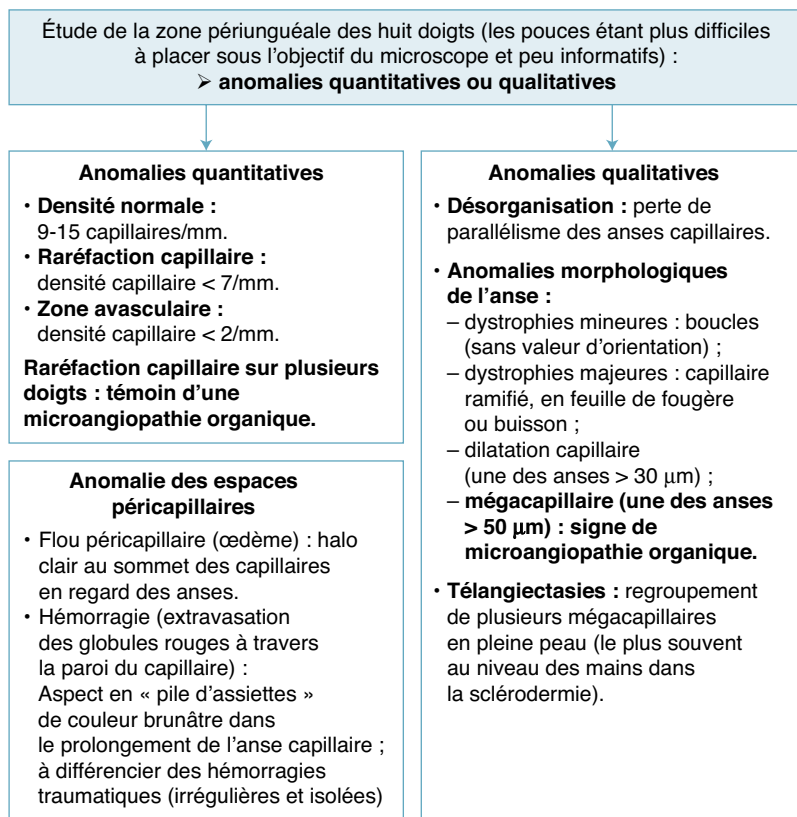 Étude de la zone périunguéale des huit doigts (les pouces étant plus difficiles
à placer sous l'objectif du microscope et peu informatifs) :
➢ anomalies quantitatives ou qualitatives
Anomalies quantitatives
• Densité normale :
9-15 capillaires/mm.
• Raréfaction capillaire :
densité capillaire < 7/mm.
• Zone avasculaire :
densité capillaire < 2/mm.
Raréfaction capillaire sur plusieurs
doigts : témoin d'une
microangiopathie organique.
Anomalie des espaces
péricapillaires
• Flou péricapillaire (œdème) : halo
clair au sommet des capillaires
en regard des anses.
• Hémorragie (extravasation
des globules rouges à travers
la paroi du capillaire) :
Aspect en « pile d'assiettes »
de couleur brunâtre dans
le prolongement de l'anse capillaire ;
à différencier des hémorragies
traumatiques (irrégulières et isolées)
Anomalies qualitatives
• Désorganisation : perte de
parallélisme des anses capillaires.
• Anomalies morphologiques
de l'anse :
– dystrophies mineures : boucles
(sans valeur d'orientation) ;
– dystrophies majeures : capillaire
ramifié, en feuille de fougère
ou buisson ;
– dilatation capillaire
(une des anses > 30 μm) ;
– mégacapillaire (une des anses
> 50 μm) : signe de
microangiopathie organique.
• Télangiectasies : regroupement
de plusieurs mégacapillaires
en pleine peau (le plus souvent
au niveau des mains dans
la sclérodermie).